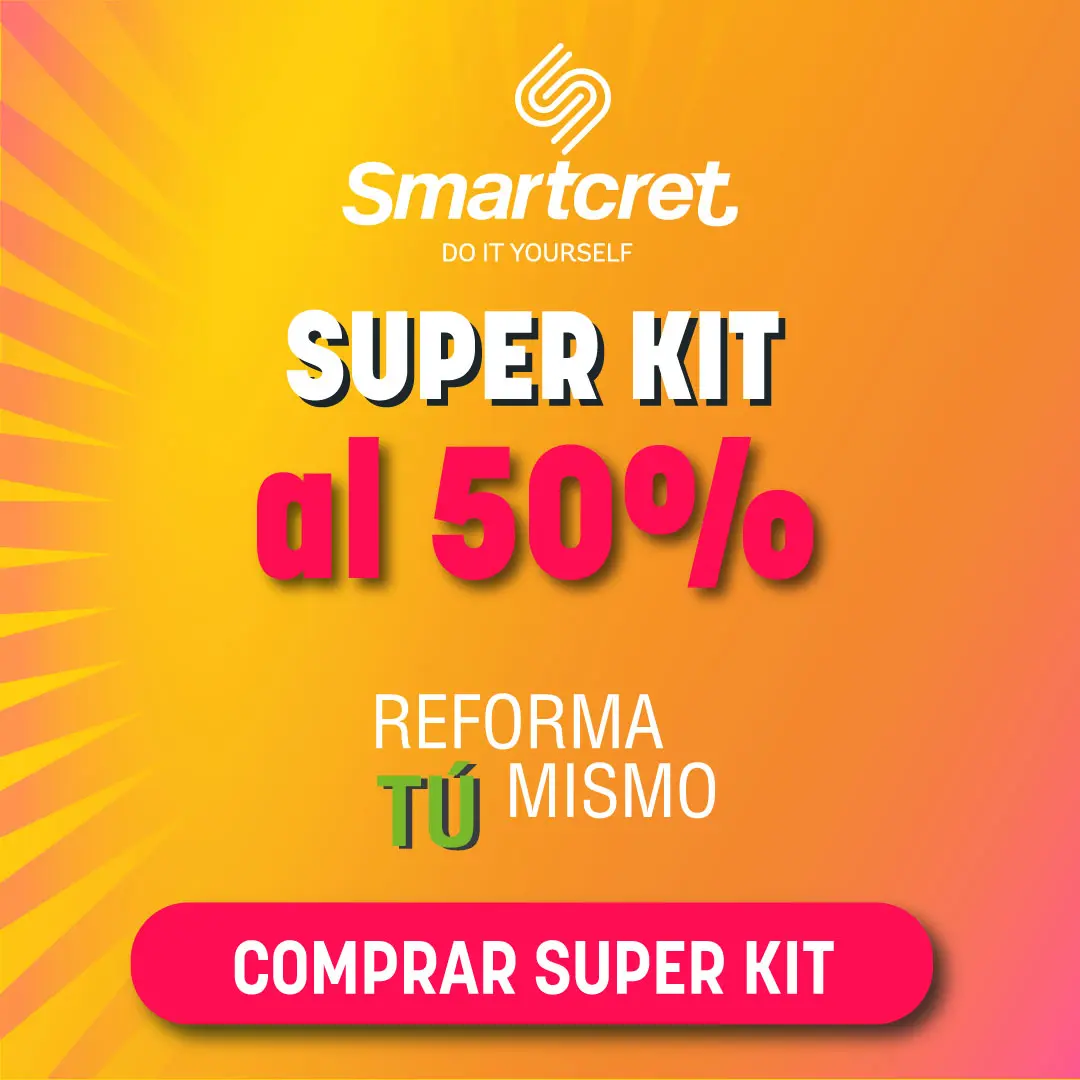 Smartcret
DO IT YOURSELF
SUPER KIT
al 50%
REFORMA
TÚ MISMO
COMPRAR SUPER KIT